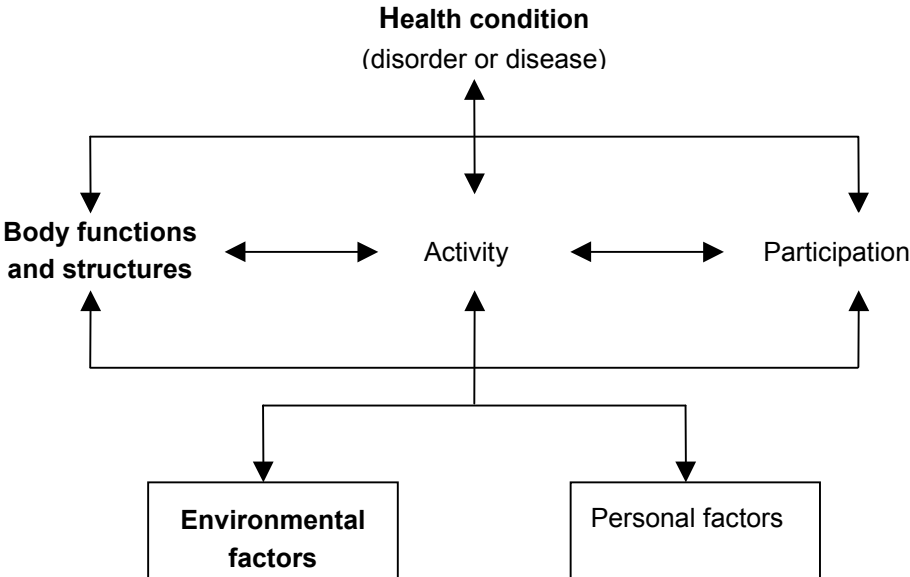 Health condition
(disorder or disease)
Body functions
and structures
Activity
Participation
Environmental
factors
Personal factors